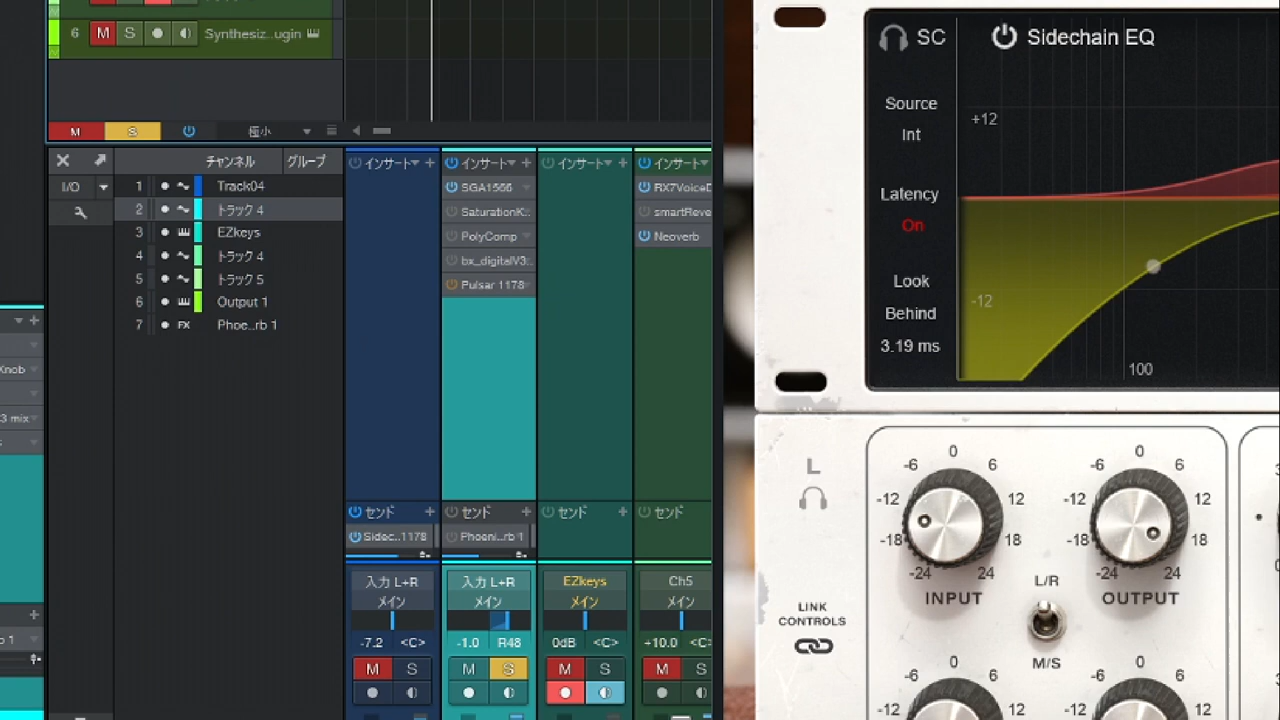 6 M S Synthesiz..ugin
M S 極小
チャンネル グループ
I/O
1 Track04
2 トラック 4
3 EZkeys
4 トラック 4
5 トラック 5
6 Output 1
7 FX Phoe..rb 1
Knob
3 mix
インサート
センド
Sidec..1178
入力 L+R
メイン
-7.2 <C>
M S
インサート
SGA1566
SaturationK..
PolyComp
bx_digitalV3..
Pulsar 1178
センド
Phoeni..rb 1
入力 L+R
メイン
-1.0 R48
M S
インサート
センド
EZkeys
メイン
0dB <C>
M S
インサート
RX7VoiceD
smartReve
Neoverb
センド
Ch5
メイン
+10.0 <C
M S
SC Sidechain EQ
Source
Int
Latency
On
Look
Behind
3.19 ms
+12
-12
100
L
LINK
CONTROLS
-24 -18 -12 -6 0 6 12 18 24
INPUT
-24 -18 -12 -6 0 6 12 18 24
OUTPUT
L/R
M/S
-12 -6 0 6 12
-12 -6 0 6 12